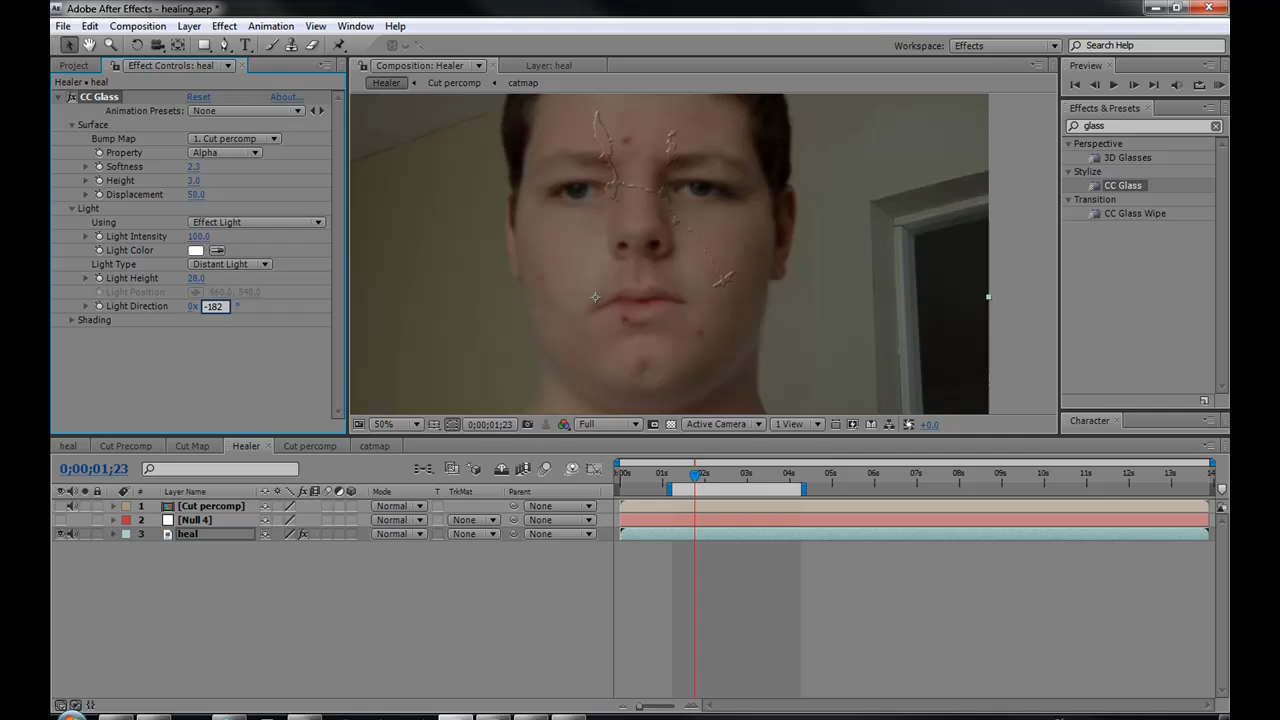 Ae Adobe After Effects - healing.aep *
File Edit Composition Layer Effect Animation View Window Help
Workspace: Effects Search Help
Project Effect Controls: heal
Healer • heal
fx CC Glass Reset About...
Animation Presets: None
Surface
Bump Map 1. Cut percomp
Property Alpha
Softness 2.3
Height 3.0
Displacement 50.0
Light
Using Effect Light
Light Intensity 100.0
Light Color
Light Type Distant Light
Light Height 28.0
Light Position 960.0, 540.0
Light Direction 0x -182 °
Shading
Composition: Healer Layer: heal
Healer Cut percomp catmap
50% 0;00;01;23 Full Active Camera 1 View +0.0
Preview
Effects & Presets
glass
Perspective
3D Glasses
Stylize
CC Glass
Transition
CC Glass Wipe
Character
heal Cut Precomp Cut Map Healer Cut percomp catmap
0;00;01;23
:00s 01s 02s 03s 04s 05s 06s 07s 08s 09s 10s 11s 12s 13s
# Layer Name fx Mode T TrkMat Parent
1 [Cut percomp] Normal None
2 [Null 4] Normal None None
3 heal fx Normal None None